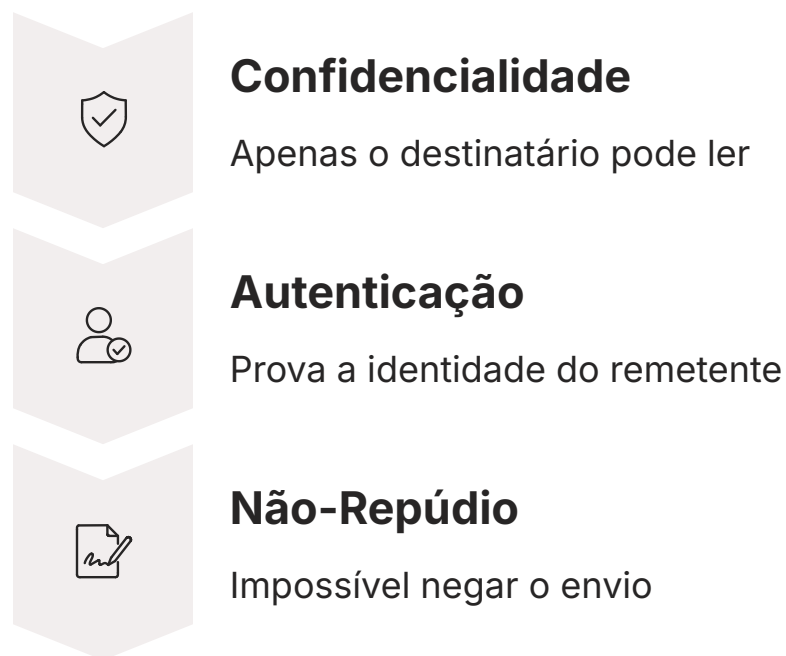 Confidencialidade
Apenas o destinatário pode ler
Autenticação
Prova a identidade do remetente
Não-Repúdio
Impossível negar o envio